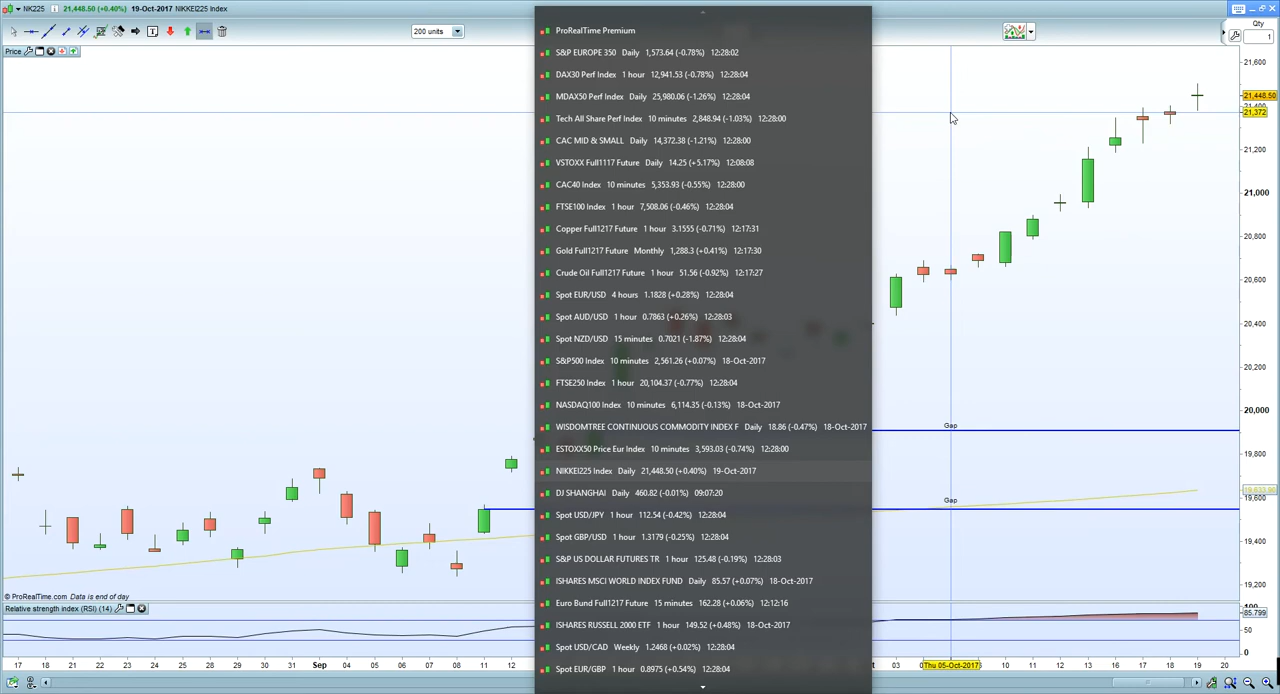 NK225 21,448.50 (+0.40%) 19-Oct-2017 NIKKEI225 Index
200 units
Qty
1
Price
ProRealTime Premium
S&P EUROPE 350 Daily 1,573.64 (-0.78%) 12:28:02
DAX30 Perf Index 1 hour 12,941.53 (-0.78%) 12:28:04
MDAX50 Perf Index Daily 25,980.06 (-1.26%) 12:28:04
Tech All Share Perf Index 10 minutes 2,848.94 (-1.03%) 12:28:00
CAC MID & SMALL Daily 14,372.38 (-1.21%) 12:28:00
VSTOXX Full1117 Future Daily 14.25 (+5.17%) 12:08:08
CAC40 Index 10 minutes 5,353.93 (-0.55%) 12:28:00
FTSE100 Index 1 hour 7,508.06 (-0.46%) 12:28:04
Copper Full1217 Future 1 hour 3.1555 (-0.71%) 12:17:31
Gold Full1217 Future Monthly 1,288.3 (+0.41%) 12:17:30
Crude Oil Full1217 Future 1 hour 51.56 (-0.92%) 12:17:27
Spot EUR/USD 4 hours 1.1828 (+0.28%) 12:28:04
Spot AUD/USD 1 hour 0.7863 (+0.26%) 12:28:03
Spot NZD/USD 15 minutes 0.7021 (-1.87%) 12:28:04
S&P500 Index 10 minutes 2,561.26 (+0.07%) 18-Oct-2017
FTSE250 Index 1 hour 20,104.37 (-0.77%) 12:28:04
NASDAQ100 Index 10 minutes 6,114.35 (-0.13%) 18-Oct-2017
WISDOMTREE CONTINUOUS COMMODITY INDEX F Daily 18.86 (-0.47%) 18-Oct-2017
ESTOXX50 Price Eur Index 10 minutes 3,593.03 (-0.74%) 12:28:00
NIKKEI225 Index Daily 21,448.50 (+0.40%) 19-Oct-2017
DJ SHANGHAI Daily 460.82 (-0.01%) 09:07:20
Spot USD/JPY 1 hour 112.54 (-0.42%) 12:28:04
Spot GBP/USD 1 hour 1.3179 (-0.25%) 12:28:04
S&P US DOLLAR FUTURES TR 1 hour 125.48 (-0.19%) 12:28:03
ISHARES MSCI WORLD INDEX FUND Daily 85.57 (+0.07%) 18-Oct-2017
Euro Bund Full1217 Future 15 minutes 162.28 (+0.06%) 12:12:16
ISHARES RUSSELL 2000 ETF 1 hour 149.52 (+0.48%) 18-Oct-2017
Spot USD/CAD Weekly 1.2468 (+0.02%) 12:28:04
Spot EUR/GBP 1 hour 0.8975 (+0.54%) 12:28:04
21,600
21,448.50
21,372
21,200
21,000
20,800
20,600
20,400
20,200
20,000
19,800
19,600
19,400
19,200
Gap
Gap
© ProRealTime.com Data is end of day
Relative strength index (RSI) (14)
100
85.799
50
0
17 18 21 22 23 24 25 28 29 30 31 Sep 04 05 06 07 08 11 12
03 Thu 05-Oct-2017 10 11 12 13 16 17 18 19 20